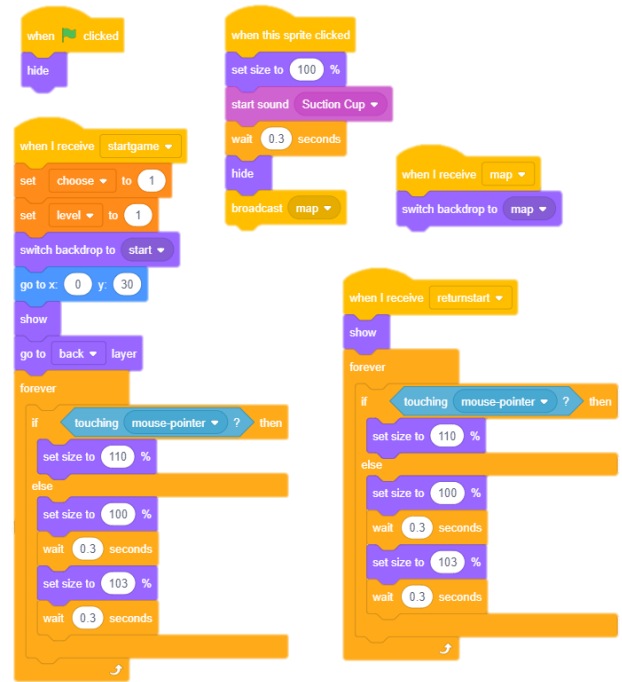 when clicked
hide
when this sprite clicked
set size to 100 %
start sound Suction Cup
wait 0.3 seconds
hide
broadcast map
when I receive startgame
set choose to 1
set level to 1
switch backdrop to start
go to x: 0 y: 30
show
go to back layer
forever
if touching mouse-pointer ? then
set size to 110 %
else
set size to 100 %
wait 0.3 seconds
set size to 103 %
wait 0.3 seconds
when I receive map
switch backdrop to map
when I receive returnstart
show
forever
if touching mouse-pointer ? then
set size to 110 %
else
set size to 100 %
wait 0.3 seconds
set size to 103 %
wait 0.3 seconds